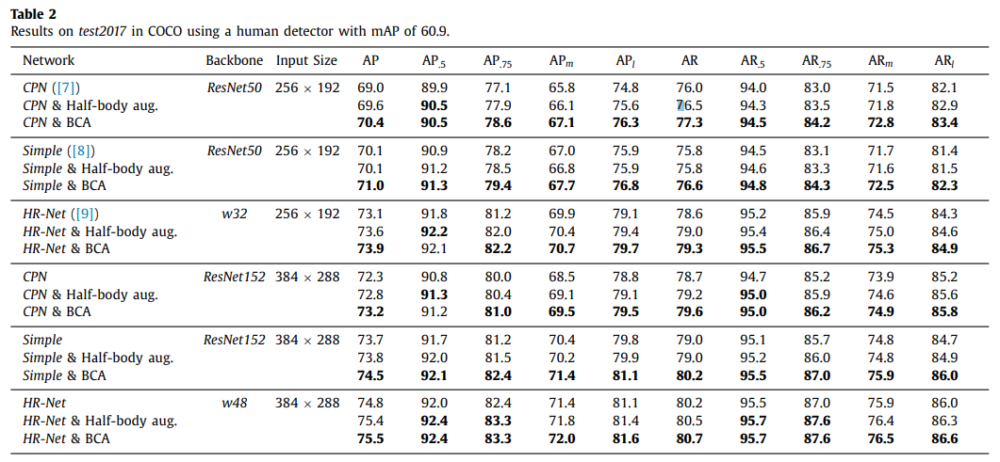 Table 2
Results on test2017 in COCO using a human detector with mAP of 60.9.
Network Backbone Input Size AP AP.5 AP.75 APm APl AR AR.5 AR.75 ARm ARl
CPN ([7]) ResNet50 256 × 192 69.0 89.9 77.1 65.8 74.8 76.0 94.0 83.0 71.5 82.1
CPN & Half-body aug. 69.6 90.5 77.9 66.1 75.6 76.5 94.3 83.5 71.8 82.9
CPN & BCA 70.4 90.5 78.6 67.1 76.3 77.3 94.5 84.2 72.8 83.4
Simple ([8]) ResNet50 256 × 192 70.1 90.9 78.2 67.0 75.9 75.8 94.5 83.1 71.7 81.4
Simple & Half-body aug. 70.1 91.2 78.5 66.8 75.9 75.8 94.6 83.3 71.6 81.5
Simple & BCA 71.0 91.3 79.4 67.7 76.8 76.6 94.8 84.3 72.5 82.3
HR-Net ([9]) w32 256 × 192 73.1 91.8 81.2 69.9 79.1 78.6 95.2 85.9 74.5 84.3
HR-Net & Half-body aug. 73.6 92.2 82.0 70.4 79.4 79.0 95.4 86.4 75.0 84.6
HR-Net & BCA 73.9 92.1 82.2 70.7 79.7 79.3 95.5 86.7 75.3 84.9
CPN ResNet152 384 × 288 72.3 90.8 80.0 68.5 78.8 78.7 94.7 85.2 73.9 85.2
CPN & Half-body aug. 72.8 91.3 80.4 69.1 79.1 79.2 95.0 85.9 74.6 85.6
CPN & BCA 73.2 91.2 81.0 69.5 79.5 79.6 95.0 86.2 74.9 85.8
Simple ResNet152 384 × 288 73.7 91.7 81.2 70.4 79.8 79.0 95.1 85.7 74.8 84.7
Simple & Half-body aug. 73.8 92.0 81.5 70.2 79.9 79.0 95.2 86.0 74.8 84.9
Simple & BCA 74.5 92.1 82.4 71.4 81.1 80.2 95.5 87.0 75.9 86.0
HR-Net w48 384 × 288 74.8 92.0 82.4 71.4 81.1 80.2 95.5 87.0 75.9 86.0
HR-Net & Half-body aug. 75.4 92.4 83.3 71.8 81.4 80.5 95.7 87.6 76.4 86.3
HR-Net & BCA 75.5 92.4 83.3 72.0 81.6 80.7 95.7 87.6 76.5 86.6